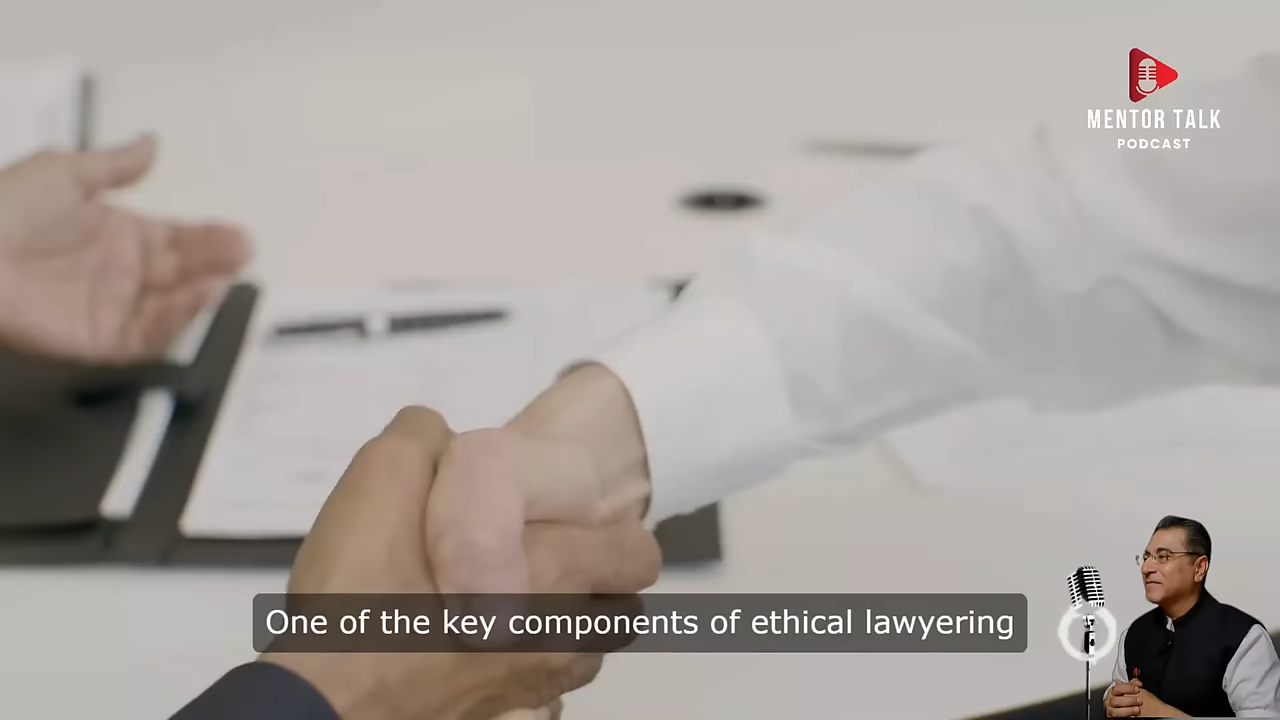 MENTOR TALK
PODCAST
One of the key components of ethical lawyering